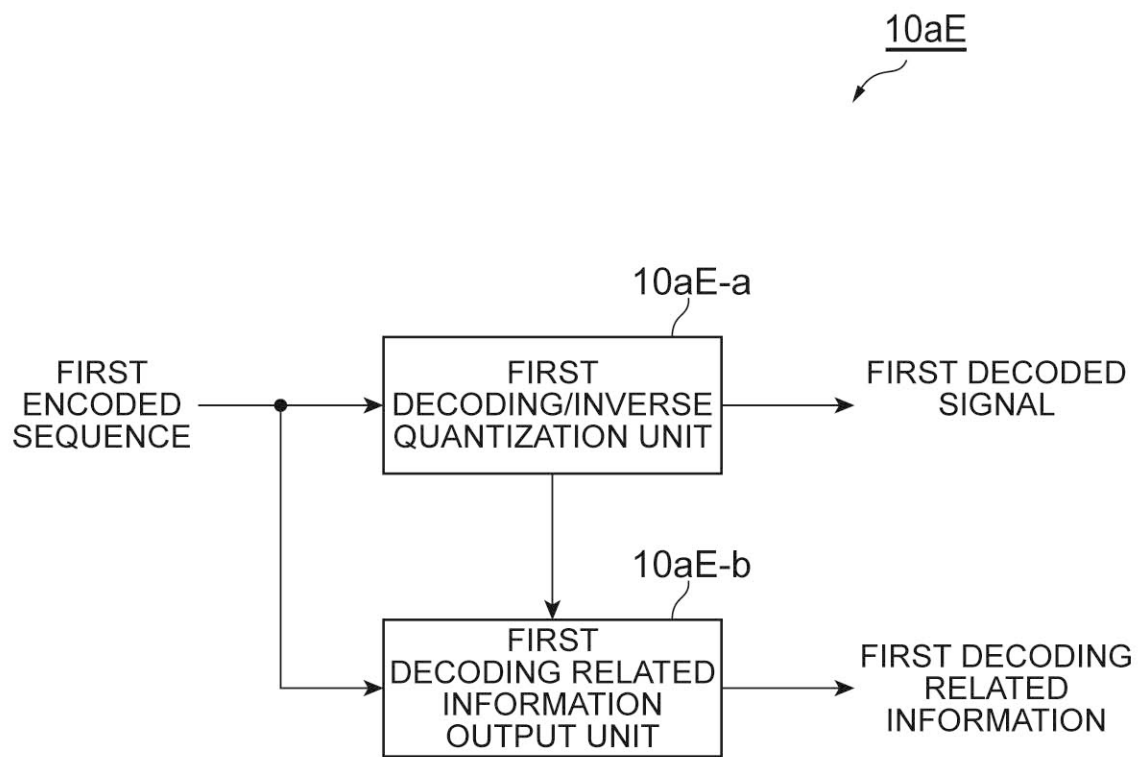 10aE
10aE-a
FIRST
ENCODED
SEQUENCE
FIRST
DECODING/INVERSE
QUANTIZATION UNIT
FIRST DECODED
SIGNAL
10aE-b
FIRST
DECODING RELATED
INFORMATION
OUTPUT UNIT
FIRST DECODING
RELATED
INFORMATION